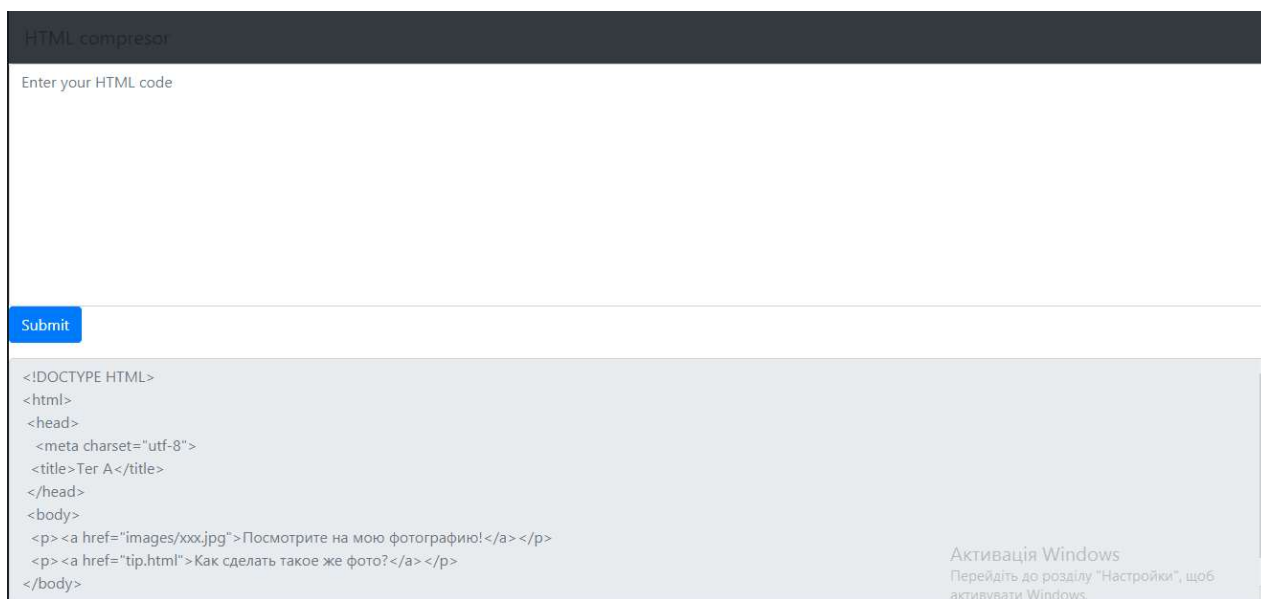 HTML compresor
Enter your HTML code
Submit
<!DOCTYPE HTML>
<html>
<head>
<meta charset="utf-8">
<title>Тег А</title>
</head>
<body>
<p><a href="images/xxx.jpg">Посмотрите на мою фотографию!</a></p>
<p><a href="tip.html">Как сделать такое же фото?</a></p>
</body>
Активація Windows
Перейдіть до розділу "Настройки", щоб
активувати Windows.